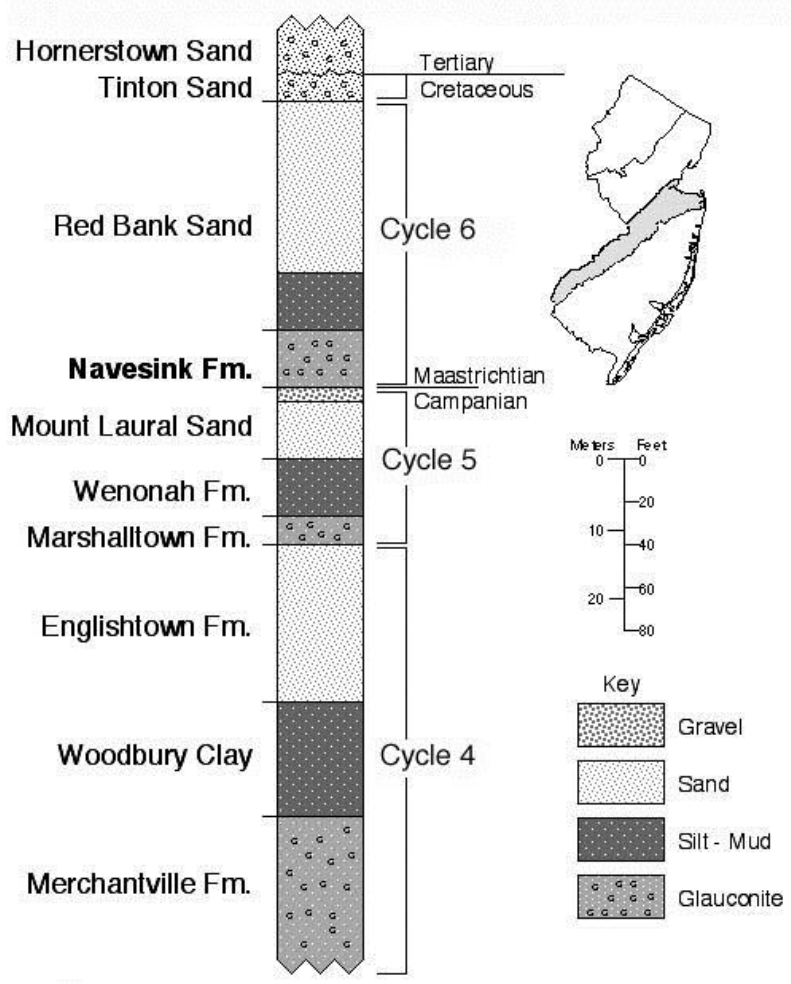 Hornerstown Sand
Tinton Sand
Tertiary
Cretaceous
Red Bank Sand
Cycle 6
Navesink Fm.
Maastrichtian
Campanian
Mount Laural Sand
Cycle 5
Wenonah Fm.
Marshalltown Fm.
Englishtown Fm.
Woodbury Clay
Cycle 4
Merchantville Fm.
Meters Feet
0 0
20
10 40
20 60
80
Key
Gravel
Sand
Silt - Mud
Glauconite